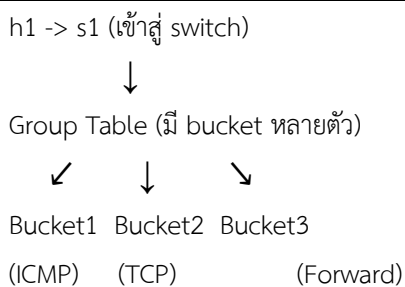 h1 -> s1 (เข้าสู่ switch)
↓
Group Table (มี bucket หลายตัว)
↙ ↓ ↘
Bucket1 Bucket2 Bucket3
(ICMP) (TCP) (Forward)